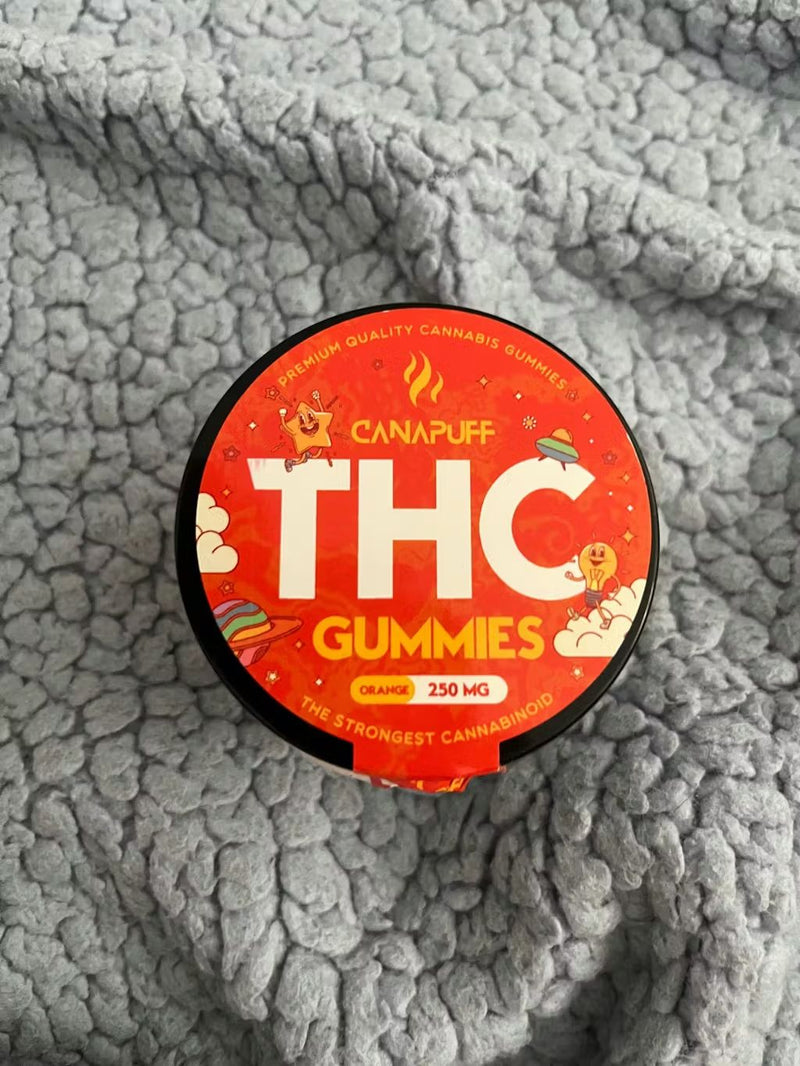 PREMIUM QUALITY CANNABIS GUMMIES
CANAPUFF
THC
GUMMIES
ORANGE 250 MG
THE STRONGEST CANNABINOID